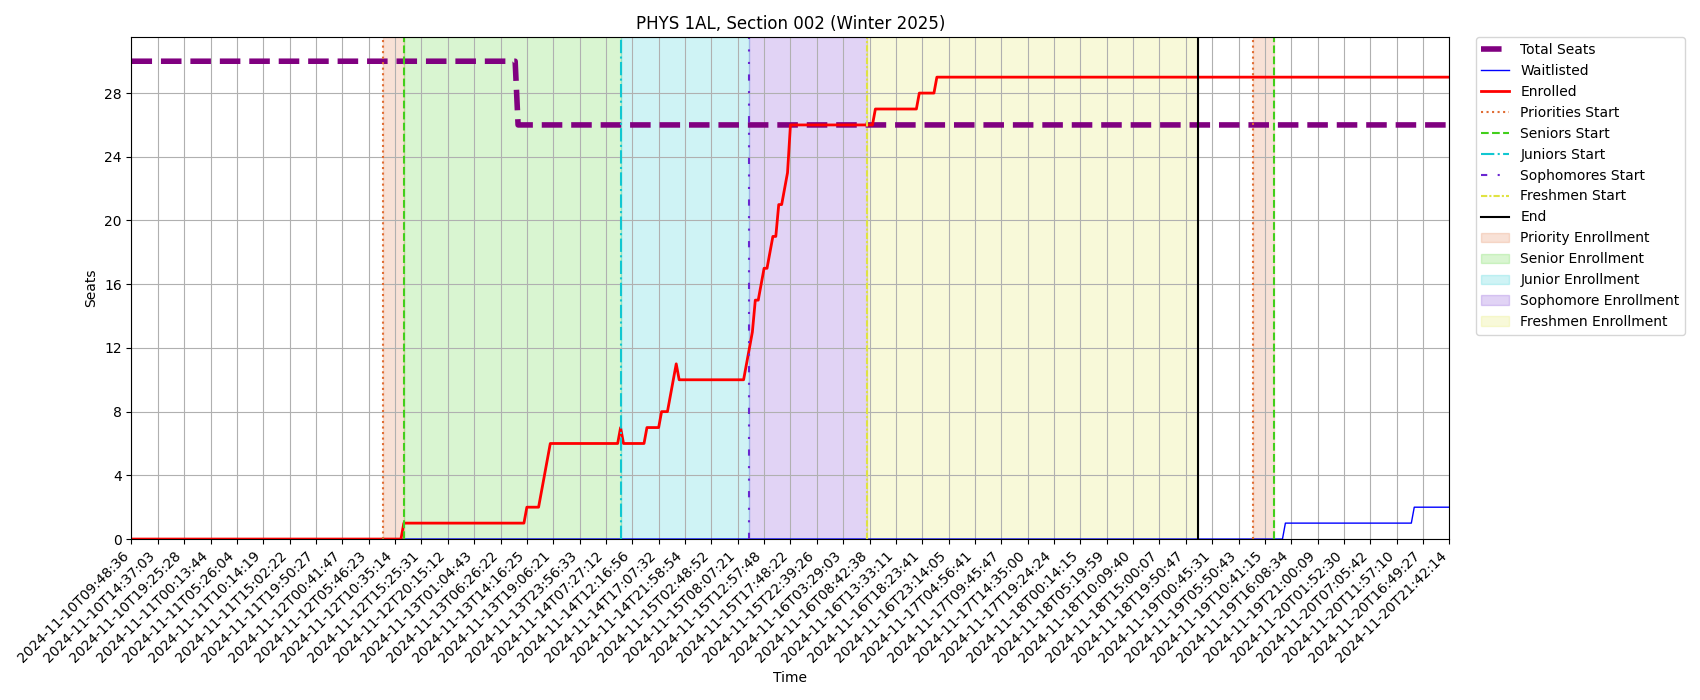 PHYS 1AL, Section 002 (Winter 2025)
Seats
28
24
20
16
12
8
4
0
2024-11-10T09:48:36
2024-11-10T14:37:03
2024-11-10T19:25:28
2024-11-11T00:13:44
2024-11-11T05:26:04
2024-11-11T10:14:19
2024-11-11T15:02:22
2024-11-11T19:50:27
2024-11-12T00:41:47
2024-11-12T05:46:23
2024-11-12T10:35:14
2024-11-12T15:25:31
2024-11-12T20:15:12
2024-11-13T01:04:43
2024-11-13T06:26:22
2024-11-13T14:16:25
2024-11-13T19:06:21
2024-11-13T23:56:33
2024-11-14T07:27:12
2024-11-14T12:16:56
2024-11-14T17:07:32
2024-11-14T21:58:54
2024-11-15T02:48:52
2024-11-15T08:07:21
2024-11-15T12:57:48
2024-11-15T17:48:22
2024-11-15T22:39:26
2024-11-16T03:29:03
2024-11-16T08:42:38
2024-11-16T13:33:11
2024-11-16T18:23:41
2024-11-16T23:14:05
2024-11-17T04:56:41
2024-11-17T09:45:47
2024-11-17T14:35:00
2024-11-17T19:24:24
2024-11-18T00:14:15
2024-11-18T05:19:59
2024-11-18T10:09:40
2024-11-18T15:00:07
2024-11-18T19:50:47
2024-11-19T00:45:31
2024-11-19T05:50:43
2024-11-19T10:41:15
2024-11-19T16:08:34
2024-11-19T21:00:09
2024-11-20T01:52:30
2024-11-20T07:05:42
2024-11-20T11:57:10
2024-11-20T16:49:27
2024-11-20T21:42:14
Time
Total Seats
Waitlisted
Enrolled
Priorities Start
Seniors Start
Juniors Start
Sophomores Start
Freshmen Start
End
Priority Enrollment
Senior Enrollment
Junior Enrollment
Sophomore Enrollment
Freshmen Enrollment